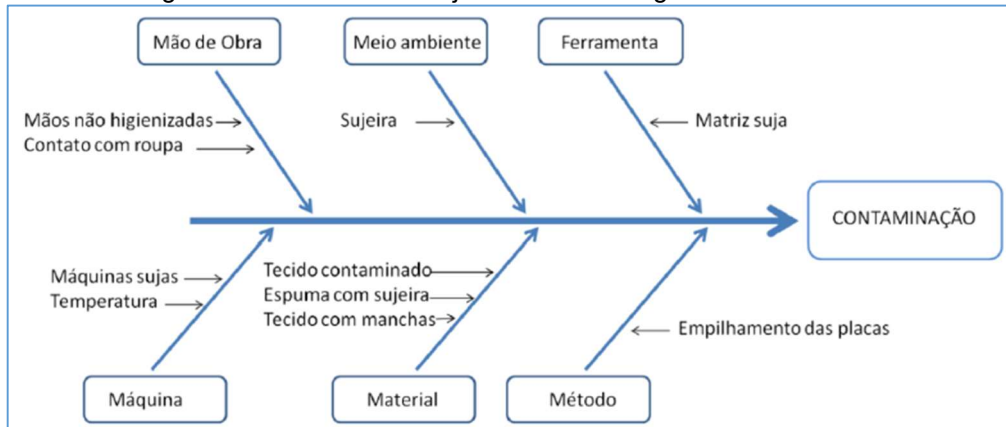 Mão de Obra
Meio ambiente
Ferramenta
Mãos não higienizadas
Contato com roupa
Sujeira
Matriz suja
CONTAMINAÇÃO
Máquinas sujas
Temperatura
Tecido contaminado
Espuma com sujeira
Tecido com manchas
Empilhamento das placas
Máquina
Material
Método